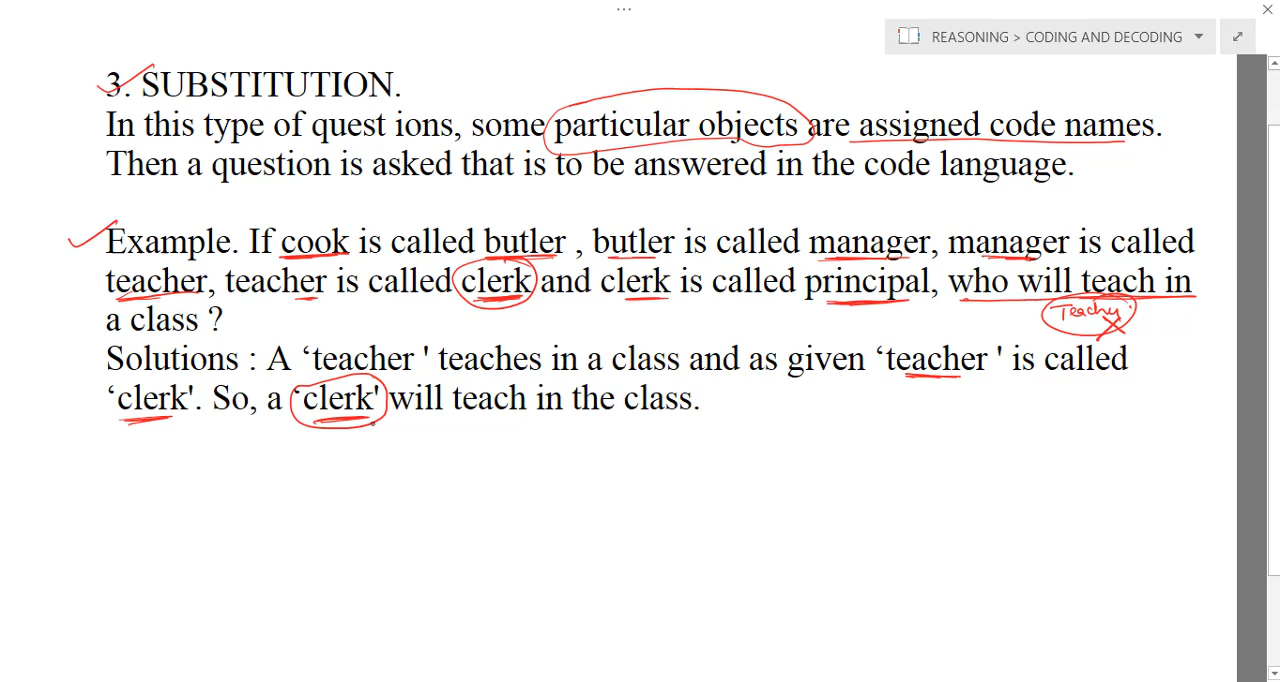 ...
REASONING > CODING AND DECODING
3. SUBSTITUTION.
In this type of quest ions, some particular objects are assigned code names.
Then a question is asked that is to be answered in the code language.
Example. If cook is called butler , butler is called manager, manager is called
teacher, teacher is called clerk and clerk is called principal, who will teach in
a class ?
Solutions : A ‘teacher ' teaches in a class and as given ‘teacher ' is called
‘clerk'. So, a ‘clerk' will teach in the class.